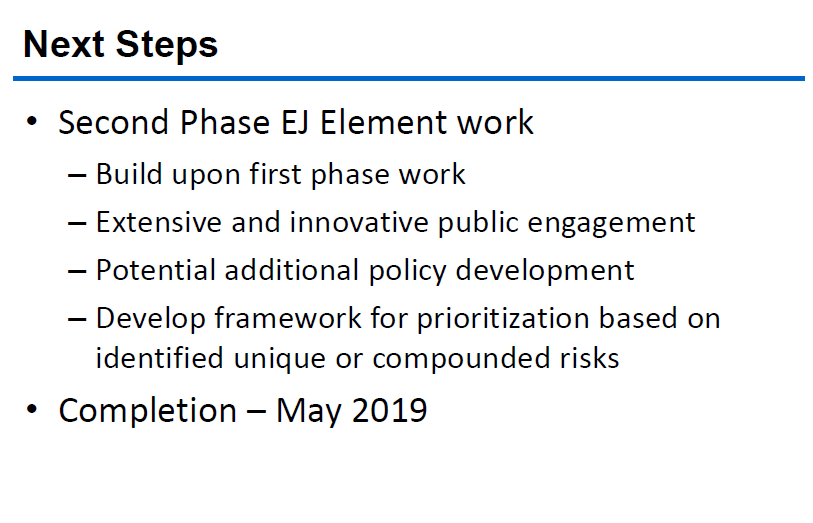 Next Steps
• Second Phase EJ Element work
– Build upon first phase work
– Extensive and innovative public engagement
– Potential additional policy development
– Develop framework for prioritization based on
identified unique or compounded risks
• Completion – May 2019